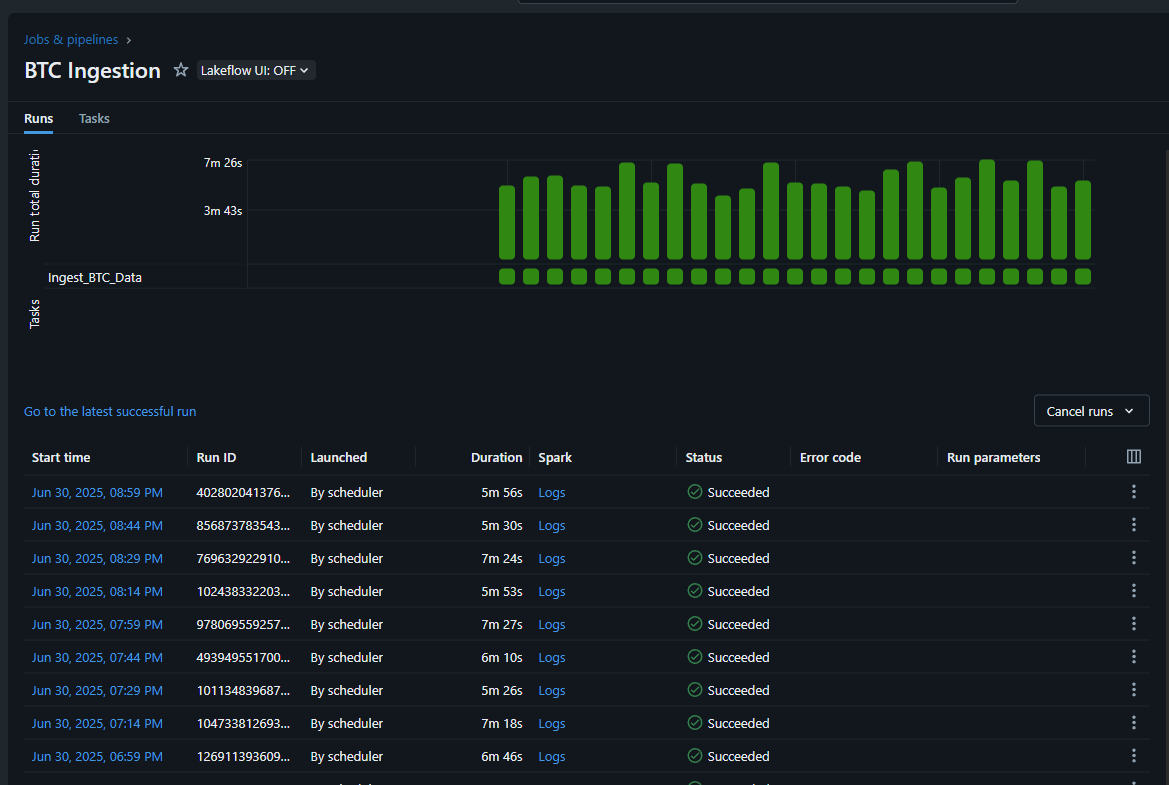 Jobs & pipelines ›
BTC Ingestion Lakeflow UI: OFF
Runs Tasks
Run total durati
7m 26s
3m 43s
Ingest_BTC_Data
Tasks
Go to the latest successful run Cancel runs
Start time Run ID Launched Duration Spark Status Error code Run parameters
Jun 30, 2025, 08:59 PM 402802041376... By scheduler 5m 56s Logs Succeeded
Jun 30, 2025, 08:44 PM 856873783543... By scheduler 5m 30s Logs Succeeded
Jun 30, 2025, 08:29 PM 769632922910... By scheduler 7m 24s Logs Succeeded
Jun 30, 2025, 08:14 PM 102438332203... By scheduler 5m 53s Logs Succeeded
Jun 30, 2025, 07:59 PM 978069559257... By scheduler 7m 27s Logs Succeeded
Jun 30, 2025, 07:44 PM 493949551700... By scheduler 6m 10s Logs Succeeded
Jun 30, 2025, 07:29 PM 101134839687... By scheduler 5m 26s Logs Succeeded
Jun 30, 2025, 07:14 PM 104733812693... By scheduler 7m 18s Logs Succeeded
Jun 30, 2025, 06:59 PM 126911393609... By scheduler 6m 46s Logs Succeeded